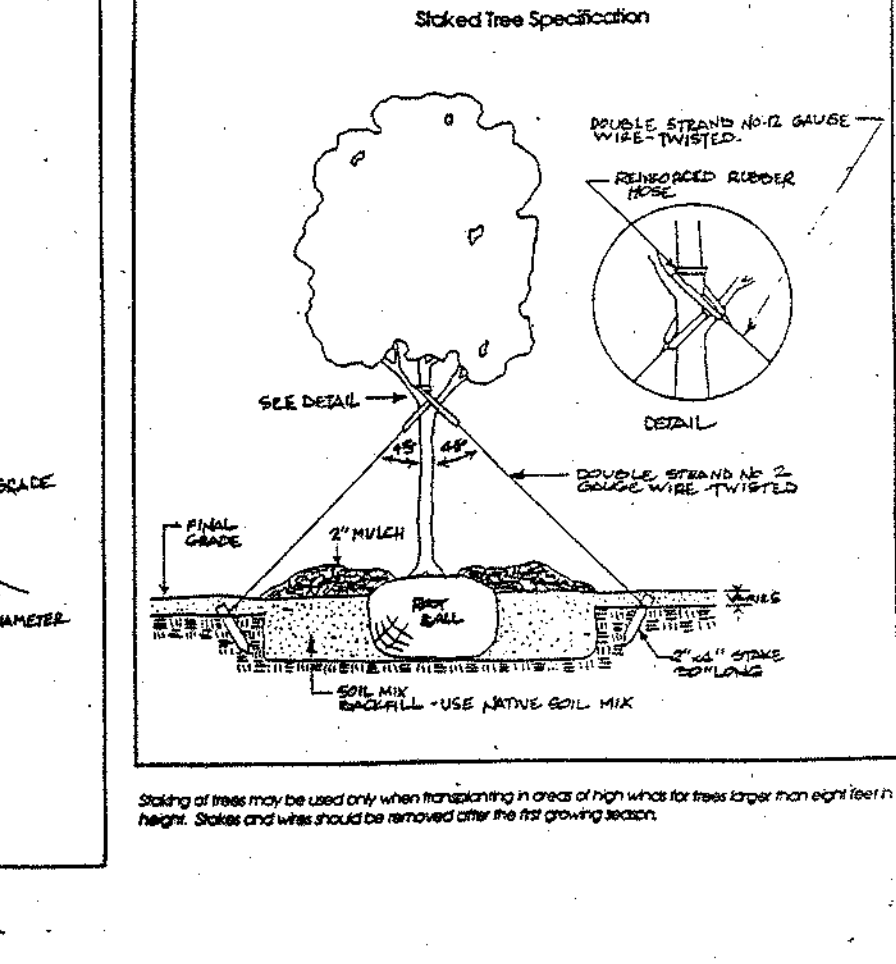 Staked Tree Specification
DOUBLE STRAND NO.12 GAUGE
WIRE-TWISTED.
REINFORCED RUBBER
HOSE
SEE DETAIL
DETAIL
45° 45°
DOUBLE STRAND NO 2
GAUGE WIRE-TWISTED
GRADE
FINAL
GRADE
2" MULCH
ROOT
BALL
VARIES
AMETER
2"x4" STAKE
30" LONG
SOIL MIX
BACKFILL - USE NATIVE SOIL MIX
Staking of trees may be used only when transplanting in areas of high winds for trees larger than eight feet in
height. Stakes and wires should be removed after the first growing season.